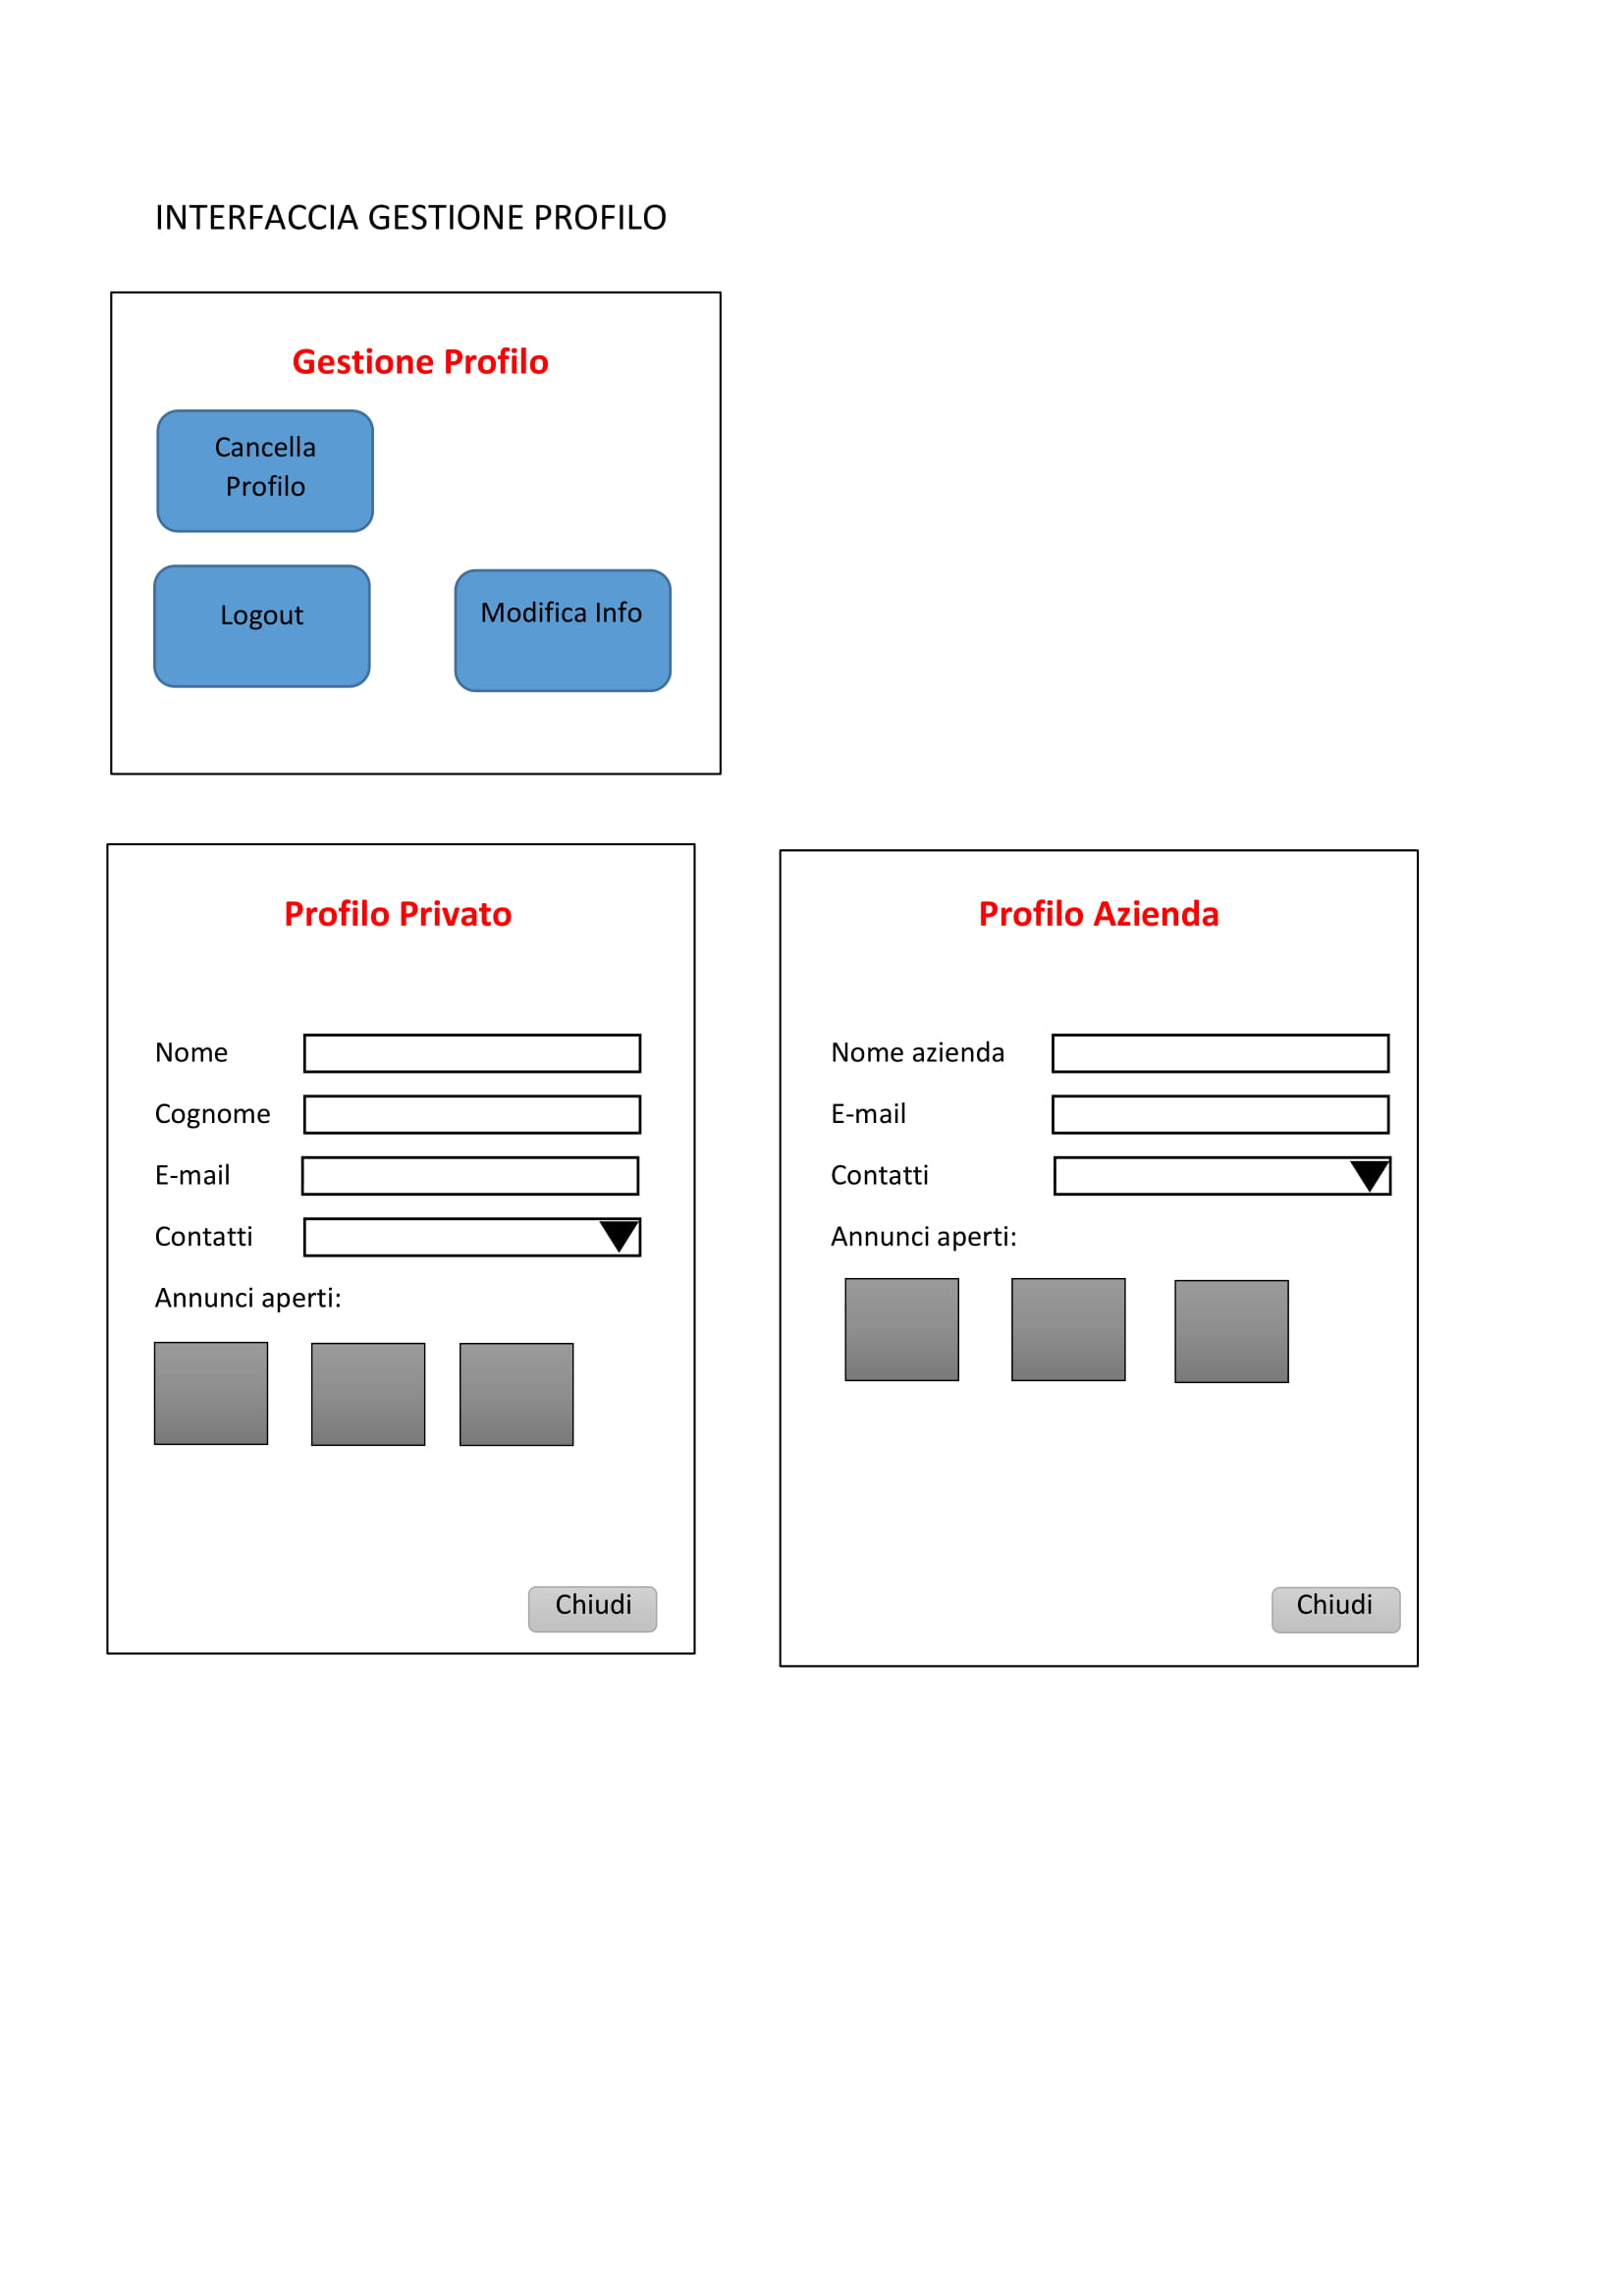 INTERFACCIA GESTIONE PROFILO
Gestione Profilo
Cancella
Profilo
Logout
Modifica Info
Profilo Privato
Nome
Cognome
E-mail
Contatti
Annunci aperti:
Chiudi
Profilo Azienda
Nome azienda
E-mail
Contatti
Annunci aperti:
Chiudi